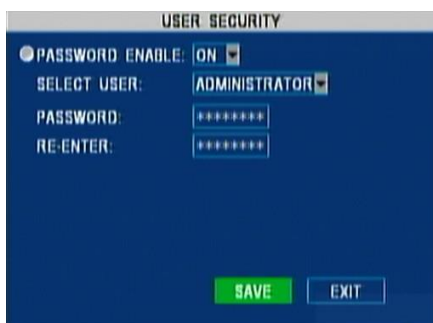 USER SECURITY
PASSWORD ENABLE: ON
SELECT USER: ADMINISTRATOR
PASSWORD: ********
RE-ENTER: ********
SAVE EXIT